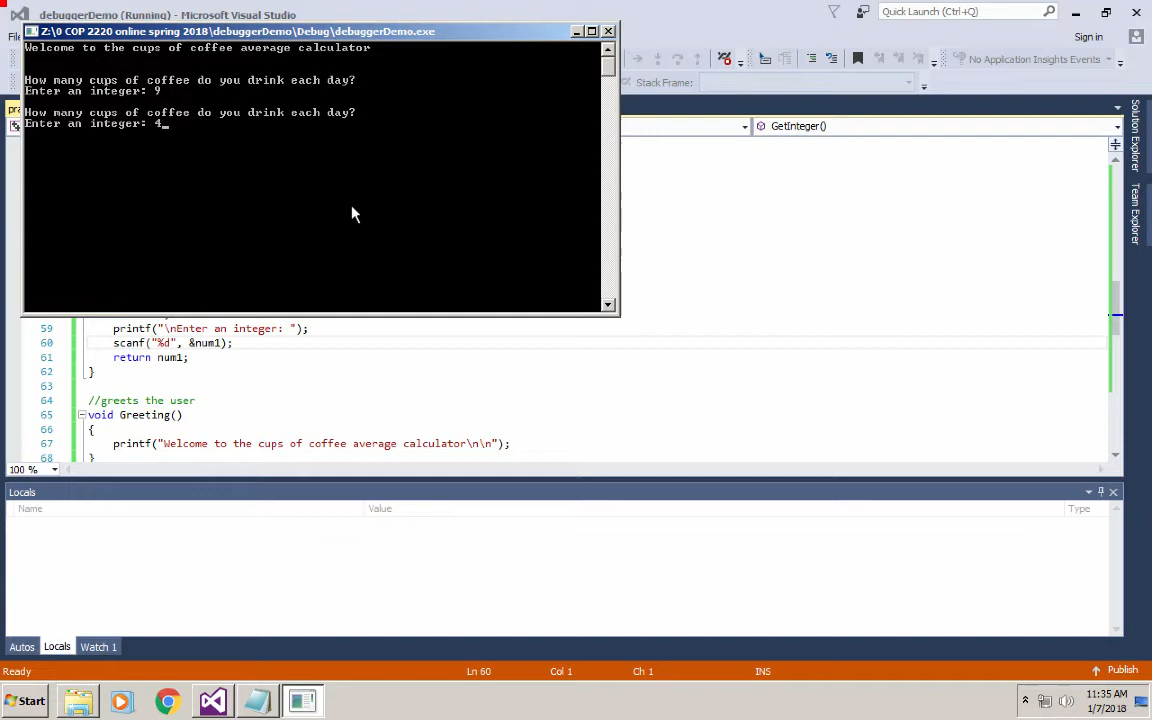 debuggerDemo (Running) - Microsoft Visual Studio
Quick Launch (Ctrl+Q)
Z:\0 COP 2220 online spring 2018\debuggerDemo\Debug\debuggerDemo.exe
Sign in
Welcome to the cups of coffee average calculator
How many cups of coffee do you drink each day?
Enter an integer: 9
How many cups of coffee do you drink each day?
Enter an integer: 4_
Stack Frame:
No Application Insights Events
GetInteger()
Solution Explorer
Team Explorer
59 printf("\nEnter an integer: ");
60 scanf("%d", &num1);
61 return num1;
62 }
63
64 //greets the user
65 void Greeting()
66 {
67 printf("Welcome to the cups of coffee average calculator\n\n");
68 }
100 %
Locals
Name Value Type
Autos Locals Watch 1
Ready Ln 60 Col 1 Ch 1 INS Publish
Start 11:35 AM
1/7/2018